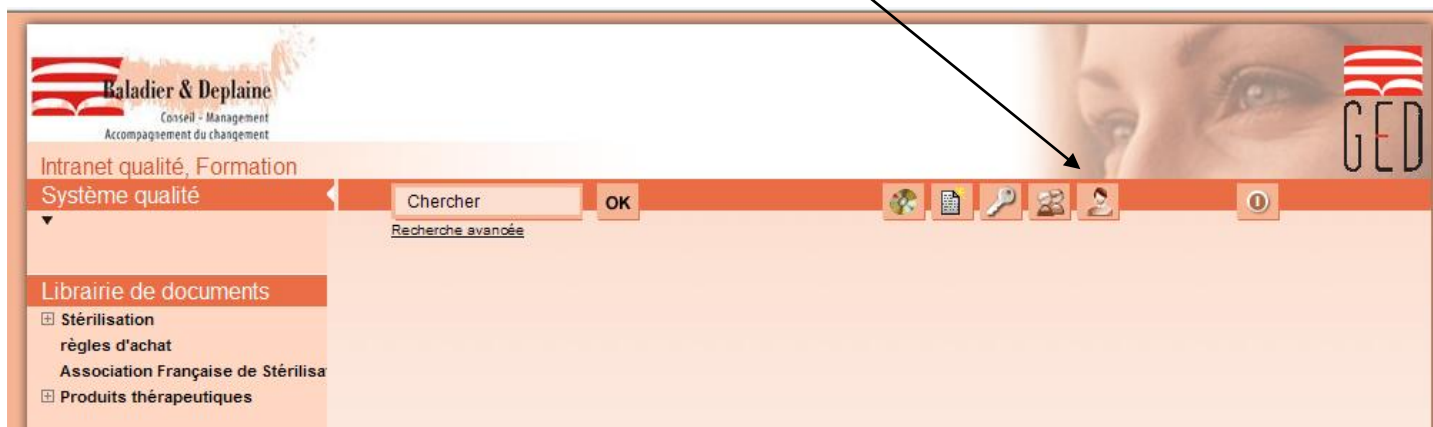 Baladier & Deplaine
Conseil - Management
Accompagnement du changement
GED
Intranet qualité, Formation
Système qualité
Chercher
OK
Recherche avancée
Librairie de documents
Stérilisation
règles d'achat
Association Française de Stérilisa
Produits thérapeutiques